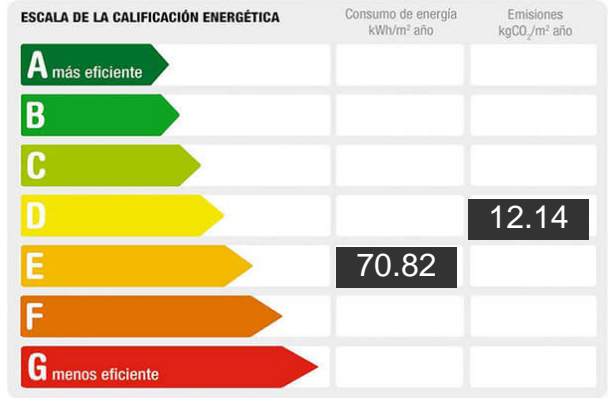 ESCALA DE LA CALIFICACIÓN ENERGÉTICA
Consumo de energía
kWh/m² año
Emisiones
kgCO₂/m² año
A más eficiente
B
C
D
12.14
E
70.82
F
G menos eficiente